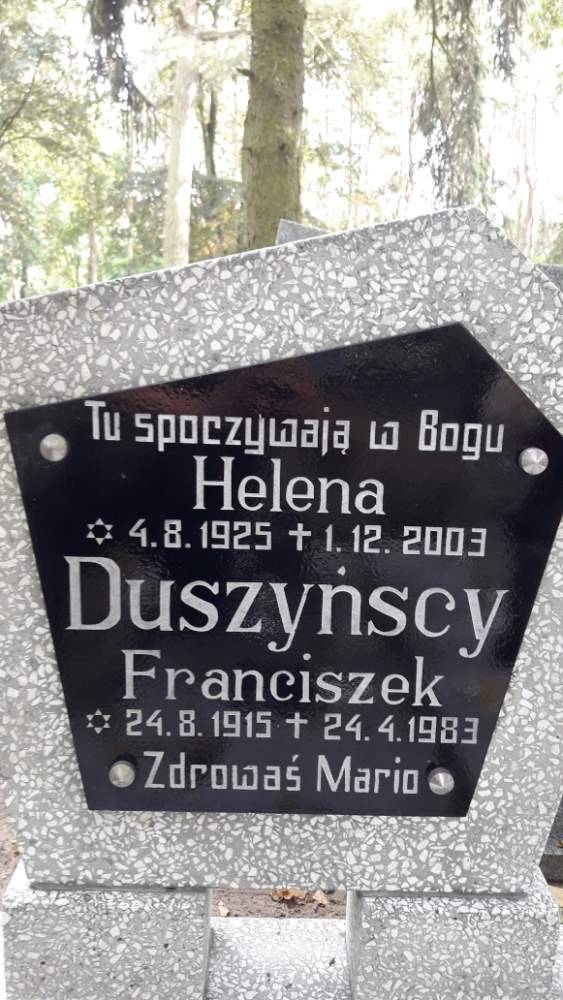 Tu spoczywają w Bogu
Helena
✡ 4.8.1925 ✝ 1.12.2003
Duszyńscy
Franciszek
✡ 24.8.1915 ✝ 24.4.1983
Zdrowaś Mario